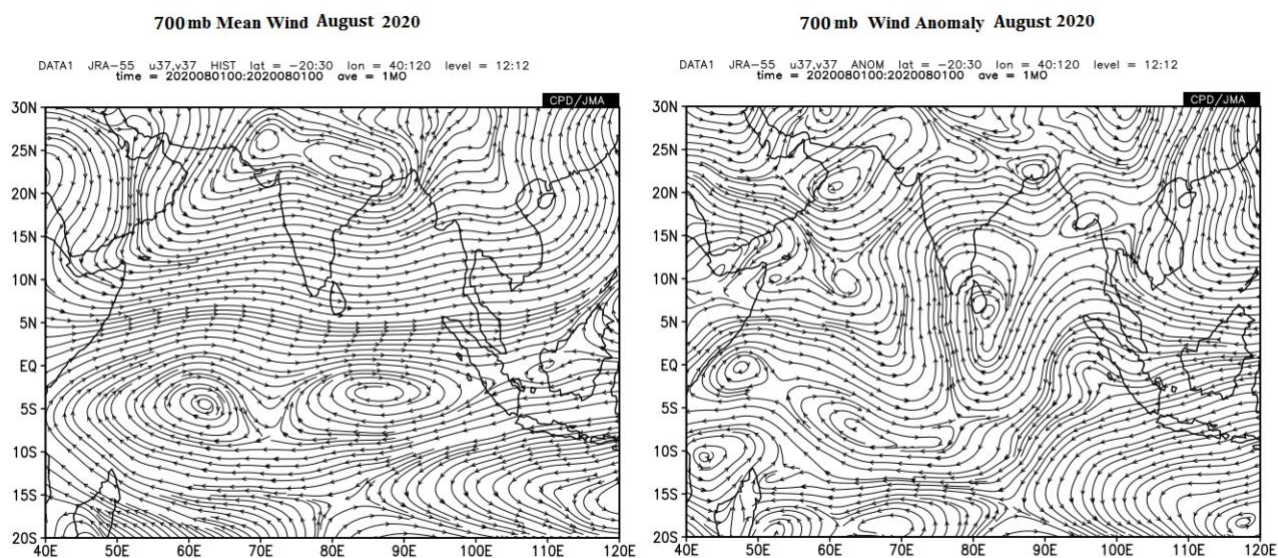 700mb Mean Wind August 2020
DATA1 JRA-55 u37,v37 HIST lat = -20:30 lon = 40:120 level = 12:12
time = 2020080100:2020080100 ave = 1MO
CPD/JMA
30N
25N
20N
15N
10N
5N
EQ
5S
10S
15S
20S
40E 50E 60E 70E 80E 90E 100E 110E 120E
700mb Wind Anomaly August 2020
DATA1 JRA-55 u37,v37 ANOM lat = -20:30 lon = 40:120 level = 12:12
time = 2020080100:2020080100 ave = 1MO
CPD/JMA
30N
25N
20N
15N
10N
5N
EQ
5S
10S
15S
20S
40E 50E 60E 70E 80E 90E 100E 110E 120E